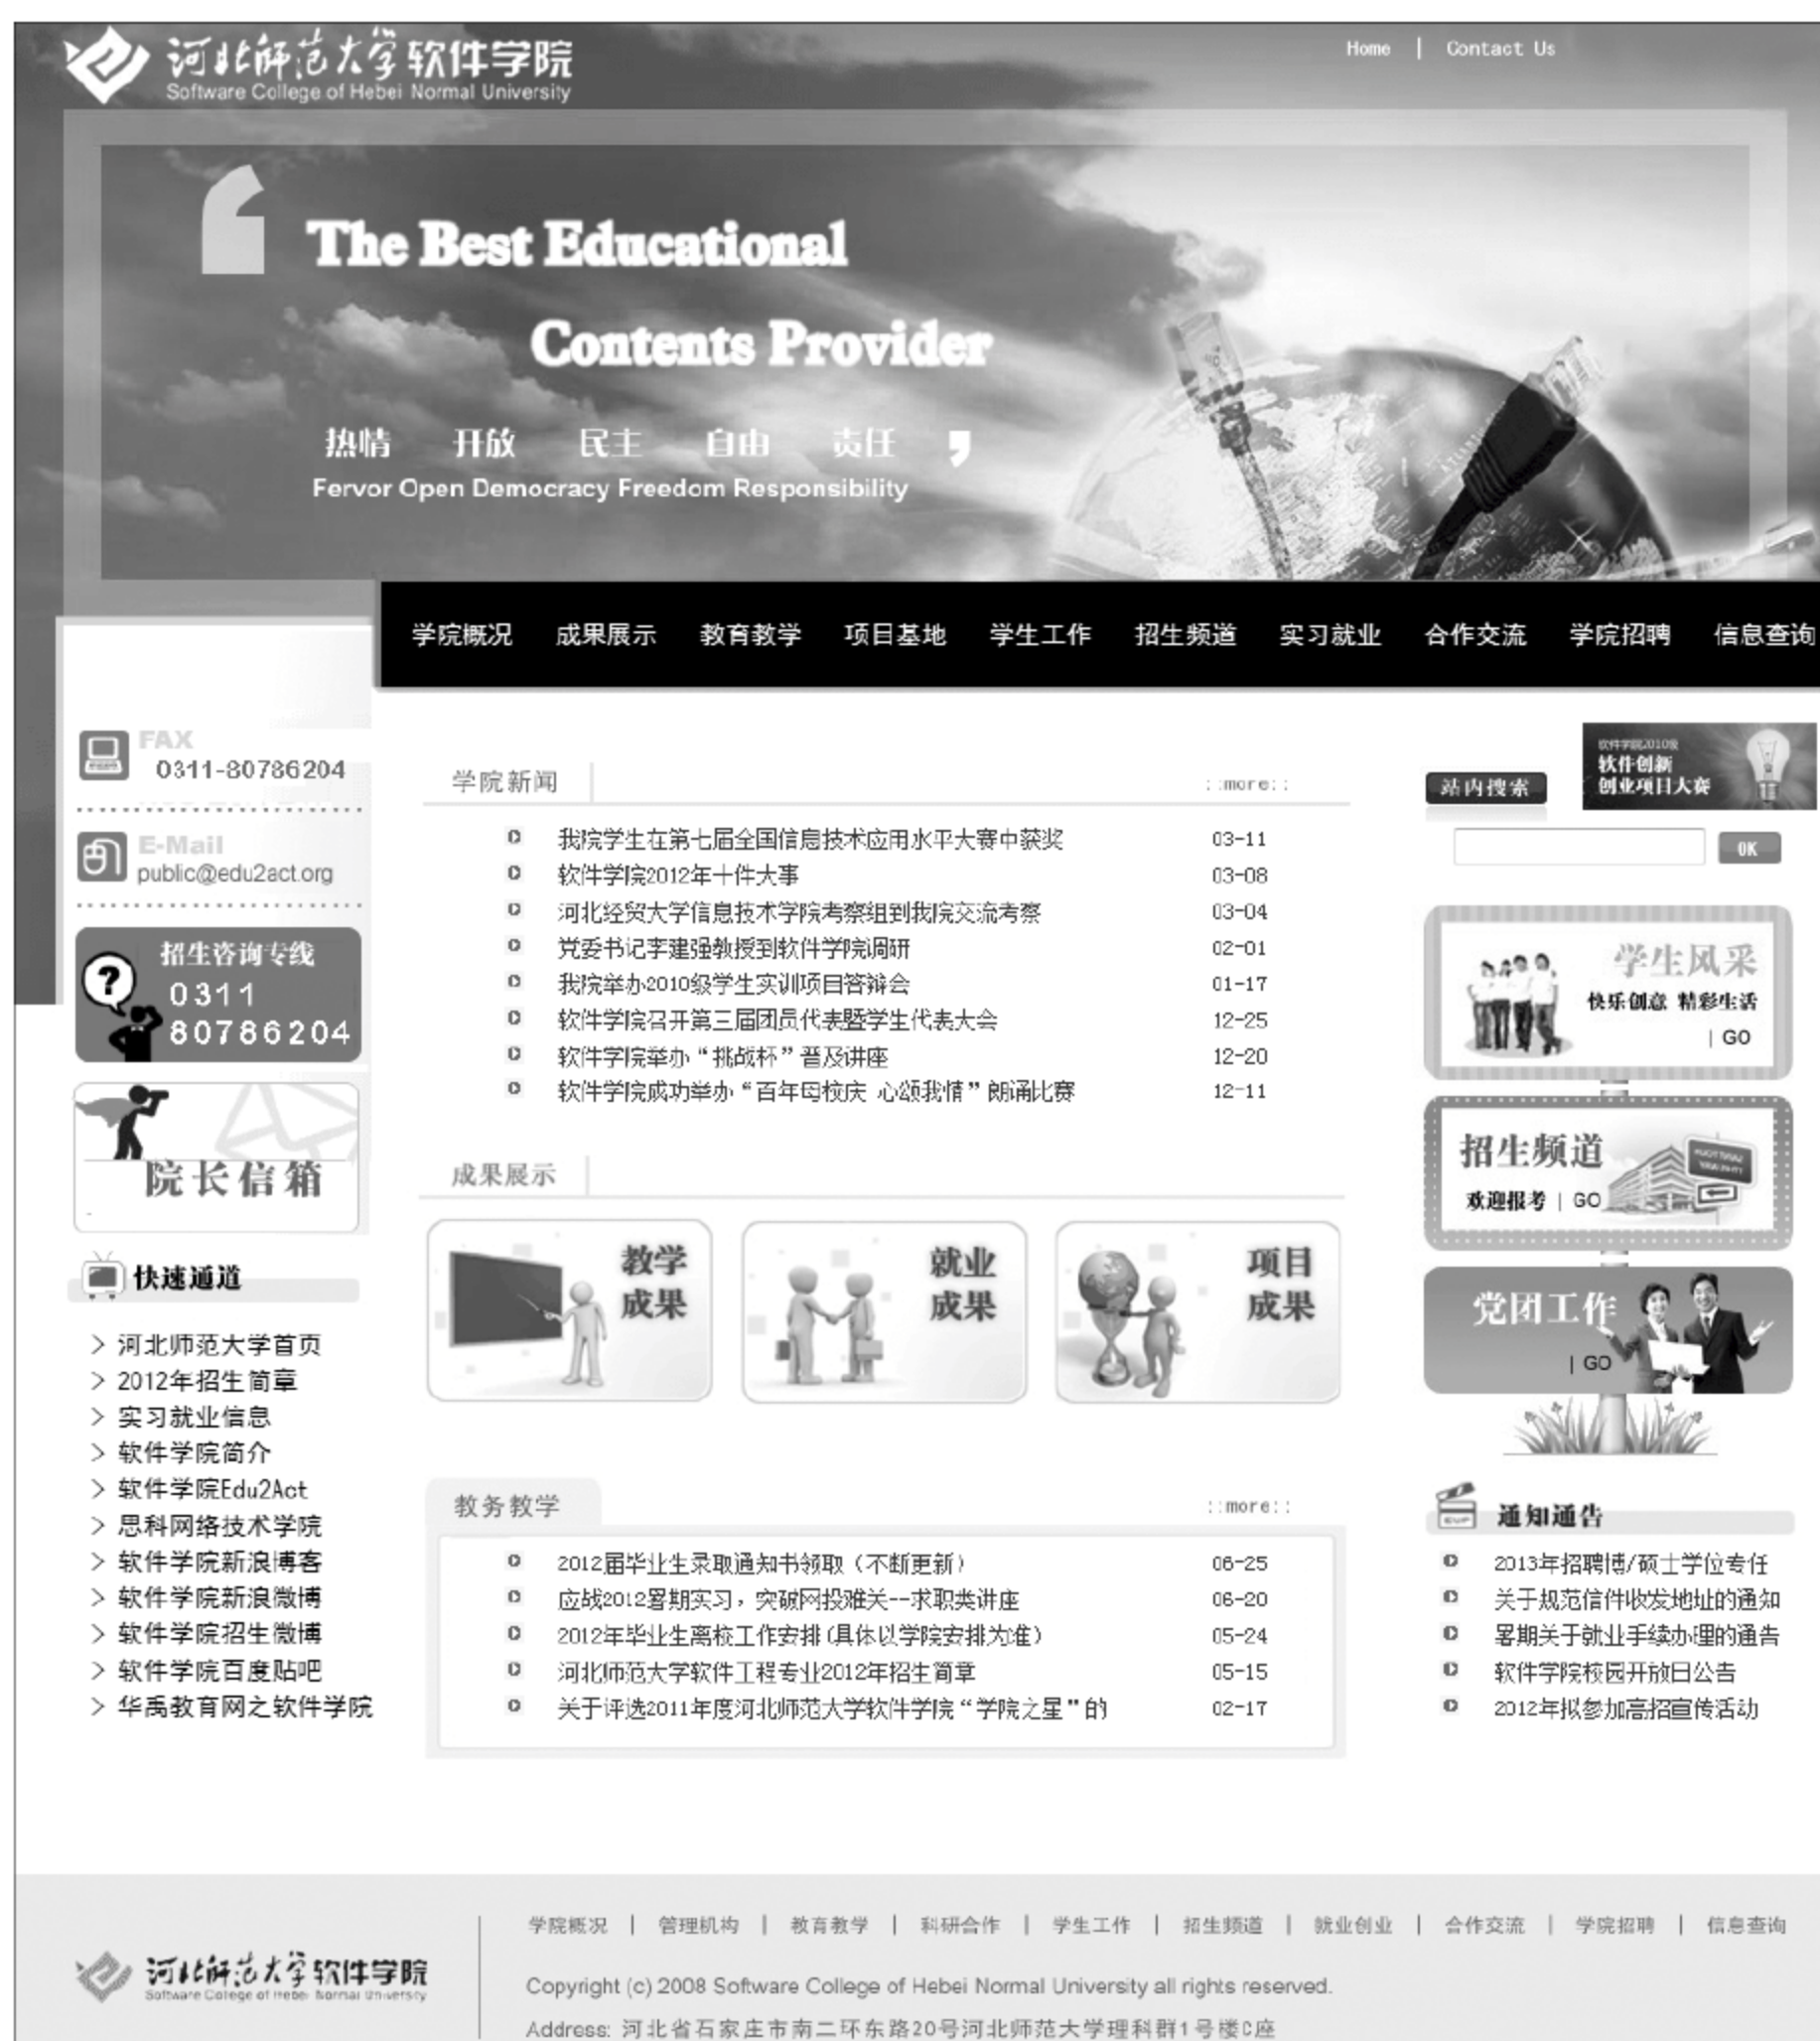 河北师范大学软件学院
Software College of Hebei Normal University
Home | Contact Us
The Best Educational
Contents Provider
热情 开放 民主 自由 责任
Fervor Open Democracy Freedom Responsibility
学院概况 成果展示 教育教学 项目基地 学生工作 招生频道 实习就业 合作交流 学院招聘 信息查询
FAX
0311-80786204
E-Mail
public@edu2act.org
招生咨询专线
0311
80786204
院长信箱
快速通道
> 河北师范大学首页
> 2012年招生简章
> 实习就业信息
> 软件学院简介
> 软件学院Edu2Act
> 思科网络技术学院
> 软件学院新浪博客
> 软件学院新浪微博
> 软件学院招生微博
> 软件学院百度贴吧
> 华禹教育网之软件学院
学院新闻 ::more::
我院学生在第七届全国信息技术应用水平大赛中获奖 03-11
软件学院2012年十件大事 03-08
河北经贸大学信息技术学院考察组到我院交流考察 03-04
党委书记李建强教授到软件学院调研 02-01
我院举办2010级学生实训项目答辩会 01-17
软件学院召开第三届团员代表暨学生代表大会 12-25
软件学院举办“挑战杯”普及讲座 12-20
软件学院成功举办“百年母校庆 心颂我情”朗诵比赛 12-11
成果展示
教学
成果
就业
成果
项目
成果
教务教学 ::more::
2012届毕业生录取通知书领取（不断更新） 06-25
应战2012暑期实习，突破网投难关--求职类讲座 06-20
2012年毕业生离校工作安排(具体以学院安排为准） 05-24
河北师范大学软件工程专业2012年招生简章 05-15
关于评选2011年度河北师范大学软件学院“学院之星”的 02-17
站内搜索
软件学院2010级
软件创新
创业项目大赛
OK
学生风采
快乐创意 精彩生活
| GO
招生频道
欢迎报考 | GO
党团工作
| GO
通知通告
2013年招聘博/硕士学位专任
关于规范信件收发地址的通知
暑期关于就业手续办理的通告
软件学院校园开放日公告
2012年拟参加高招宣传活动
河北师范大学软件学院
Software College of Hebei Normal University
学院概况 | 管理机构 | 教育教学 | 科研合作 | 学生工作 | 招生频道 | 就业创业 | 合作交流 | 学院招聘 | 信息查询
Copyright (c) 2008 Software College of Hebei Normal University all rights reserved.
Address: 河北省石家庄市南二环东路20号河北师范大学理科群1号楼C座